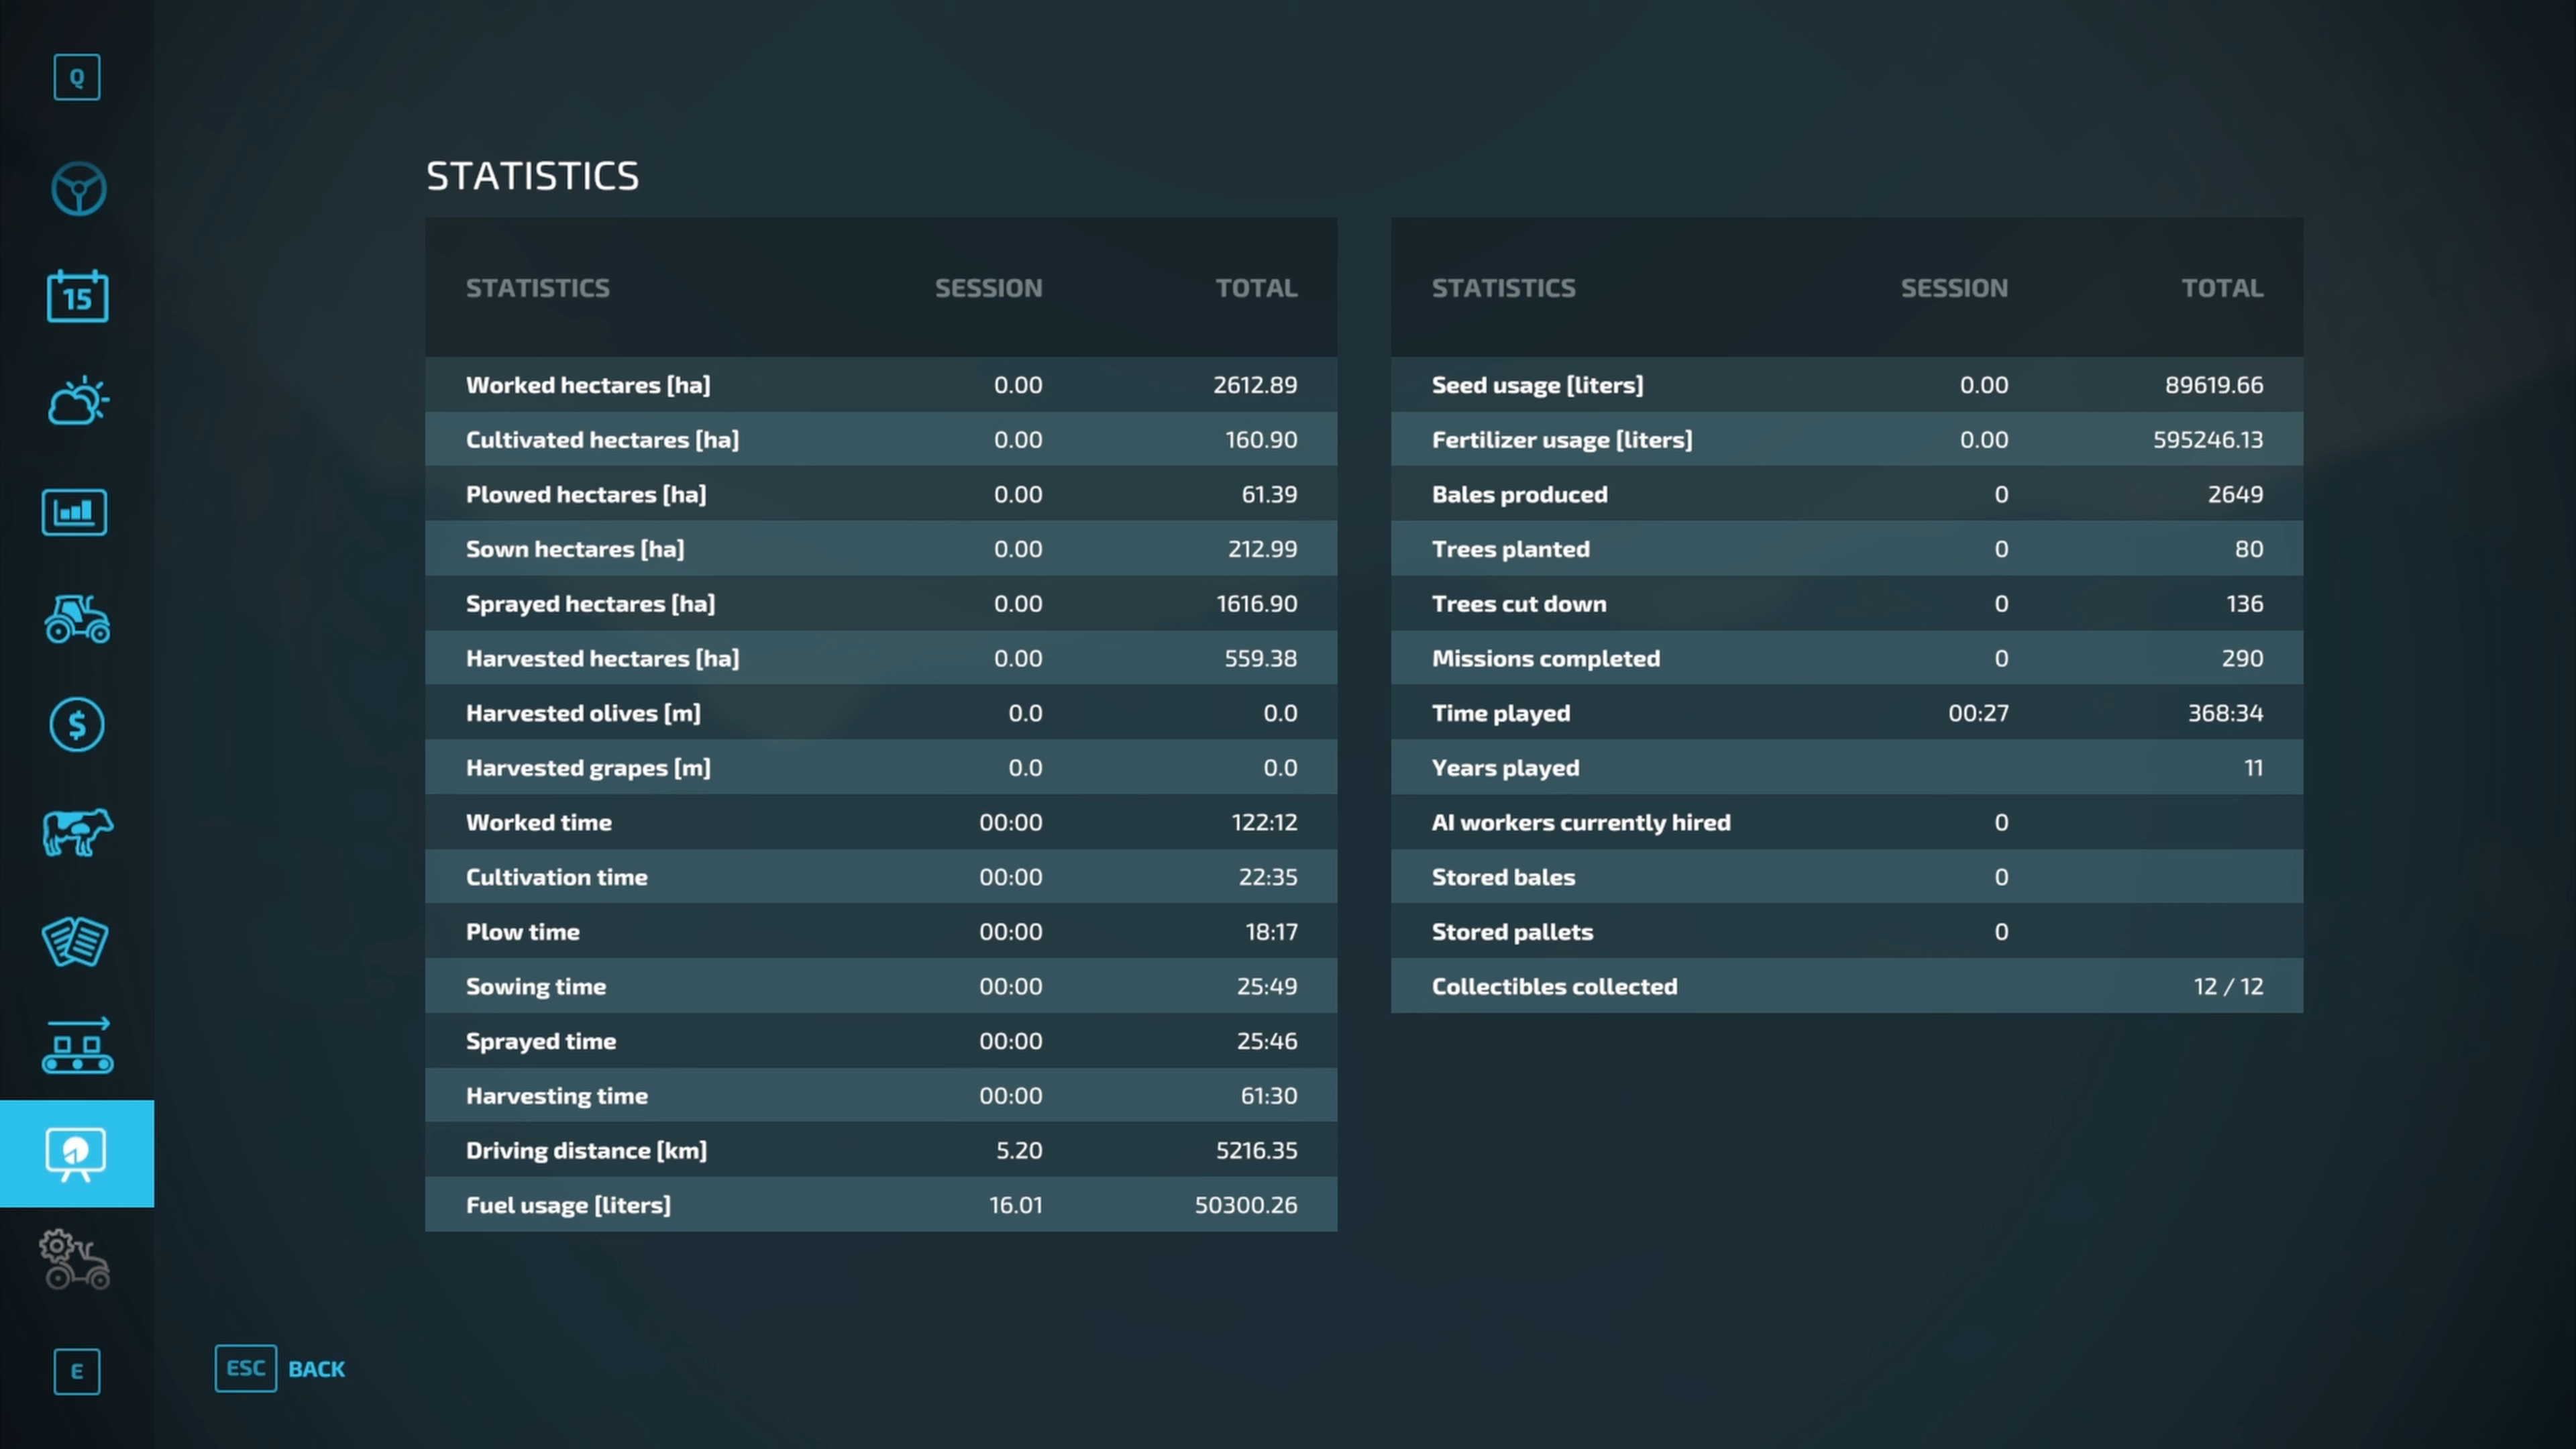 Q
15
$
E
ESC BACK
STATISTICS
STATISTICS SESSION TOTAL
Worked hectares [ha] 0.00 2612.89
Cultivated hectares [ha] 0.00 160.90
Plowed hectares [ha] 0.00 61.39
Sown hectares [ha] 0.00 212.99
Sprayed hectares [ha] 0.00 1616.90
Harvested hectares [ha] 0.00 559.38
Harvested olives [m] 0.0 0.0
Harvested grapes [m] 0.0 0.0
Worked time 00:00 122:12
Cultivation time 00:00 22:35
Plow time 00:00 18:17
Sowing time 00:00 25:49
Sprayed time 00:00 25:46
Harvesting time 00:00 61:30
Driving distance [km] 5.20 5216.35
Fuel usage [liters] 16.01 50300.26
STATISTICS SESSION TOTAL
Seed usage [liters] 0.00 89619.66
Fertilizer usage [liters] 0.00 595246.13
Bales produced 0 2649
Trees planted 0 80
Trees cut down 0 136
Missions completed 0 290
Time played 00:27 368:34
Years played 11
AI workers currently hired 0
Stored bales 0
Stored pallets 0
Collectibles collected 12 / 12